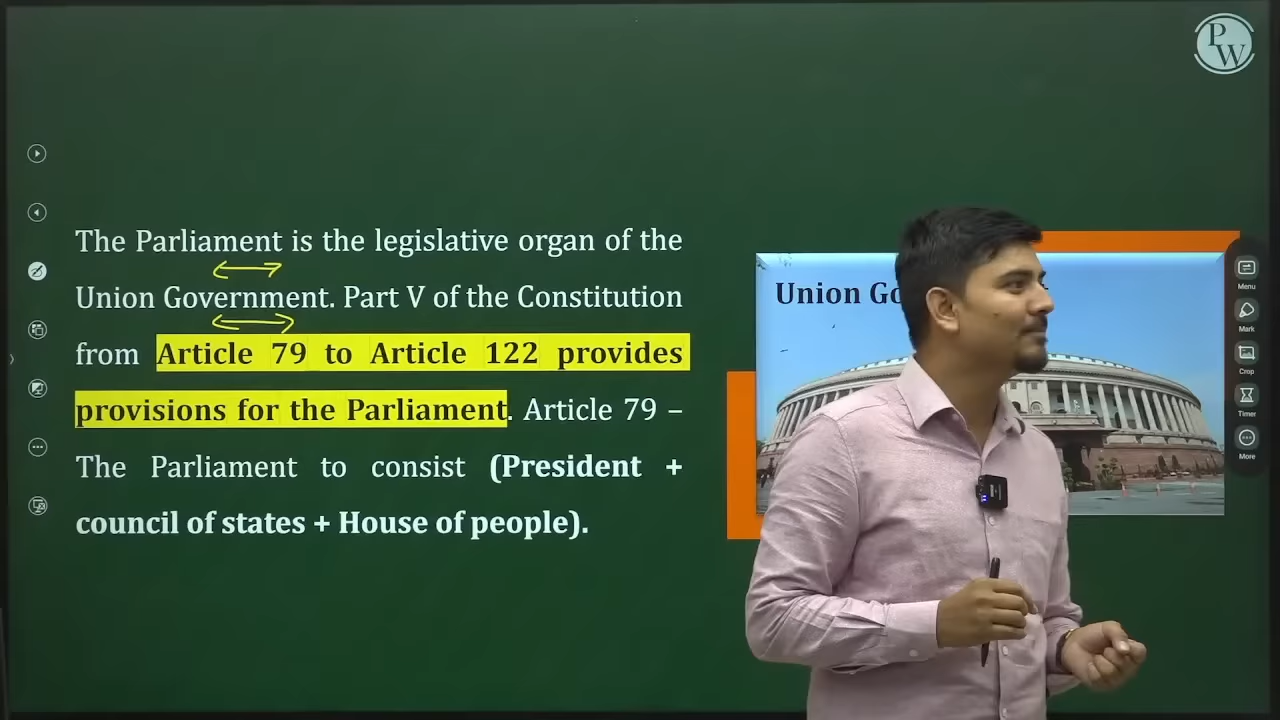 PW
The Parliament is the legislative organ of the
Union Government. Part V of the Constitution
from Article 79 to Article 122 provides
provisions for the Parliament. Article 79 –
The Parliament to consist (President +
council of states + House of people).
Union Go
Menu
Mark
Crop
Timer
More